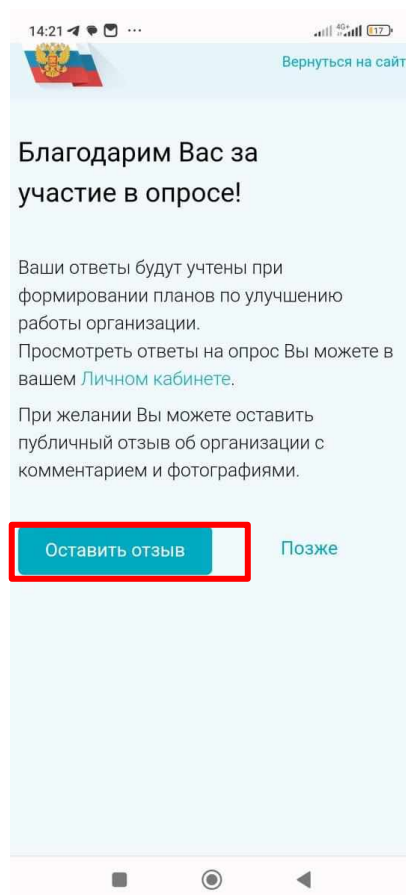 14:21 ··· 4G+ 17
Вернуться на сайт
Благодарим Вас за
участие в опросе!
Ваши ответы будут учтены при
формировании планов по улучшению
работы организации.
Просмотреть ответы на опрос Вы можете в
вашем Личном кабинете.
При желании Вы можете оставить
публичный отзыв об организации с
комментарием и фотографиями.
Оставить отзыв Позже